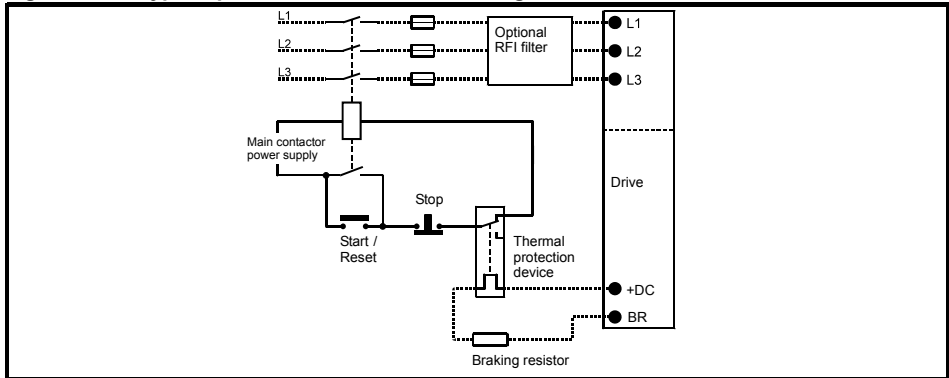 L1
L2
L3
Optional
RFI filter
L1
L2
L3
Main contactor
power supply
Drive
Stop
Start /
Reset
Thermal
protection
device
+DC
BR
Braking resistor